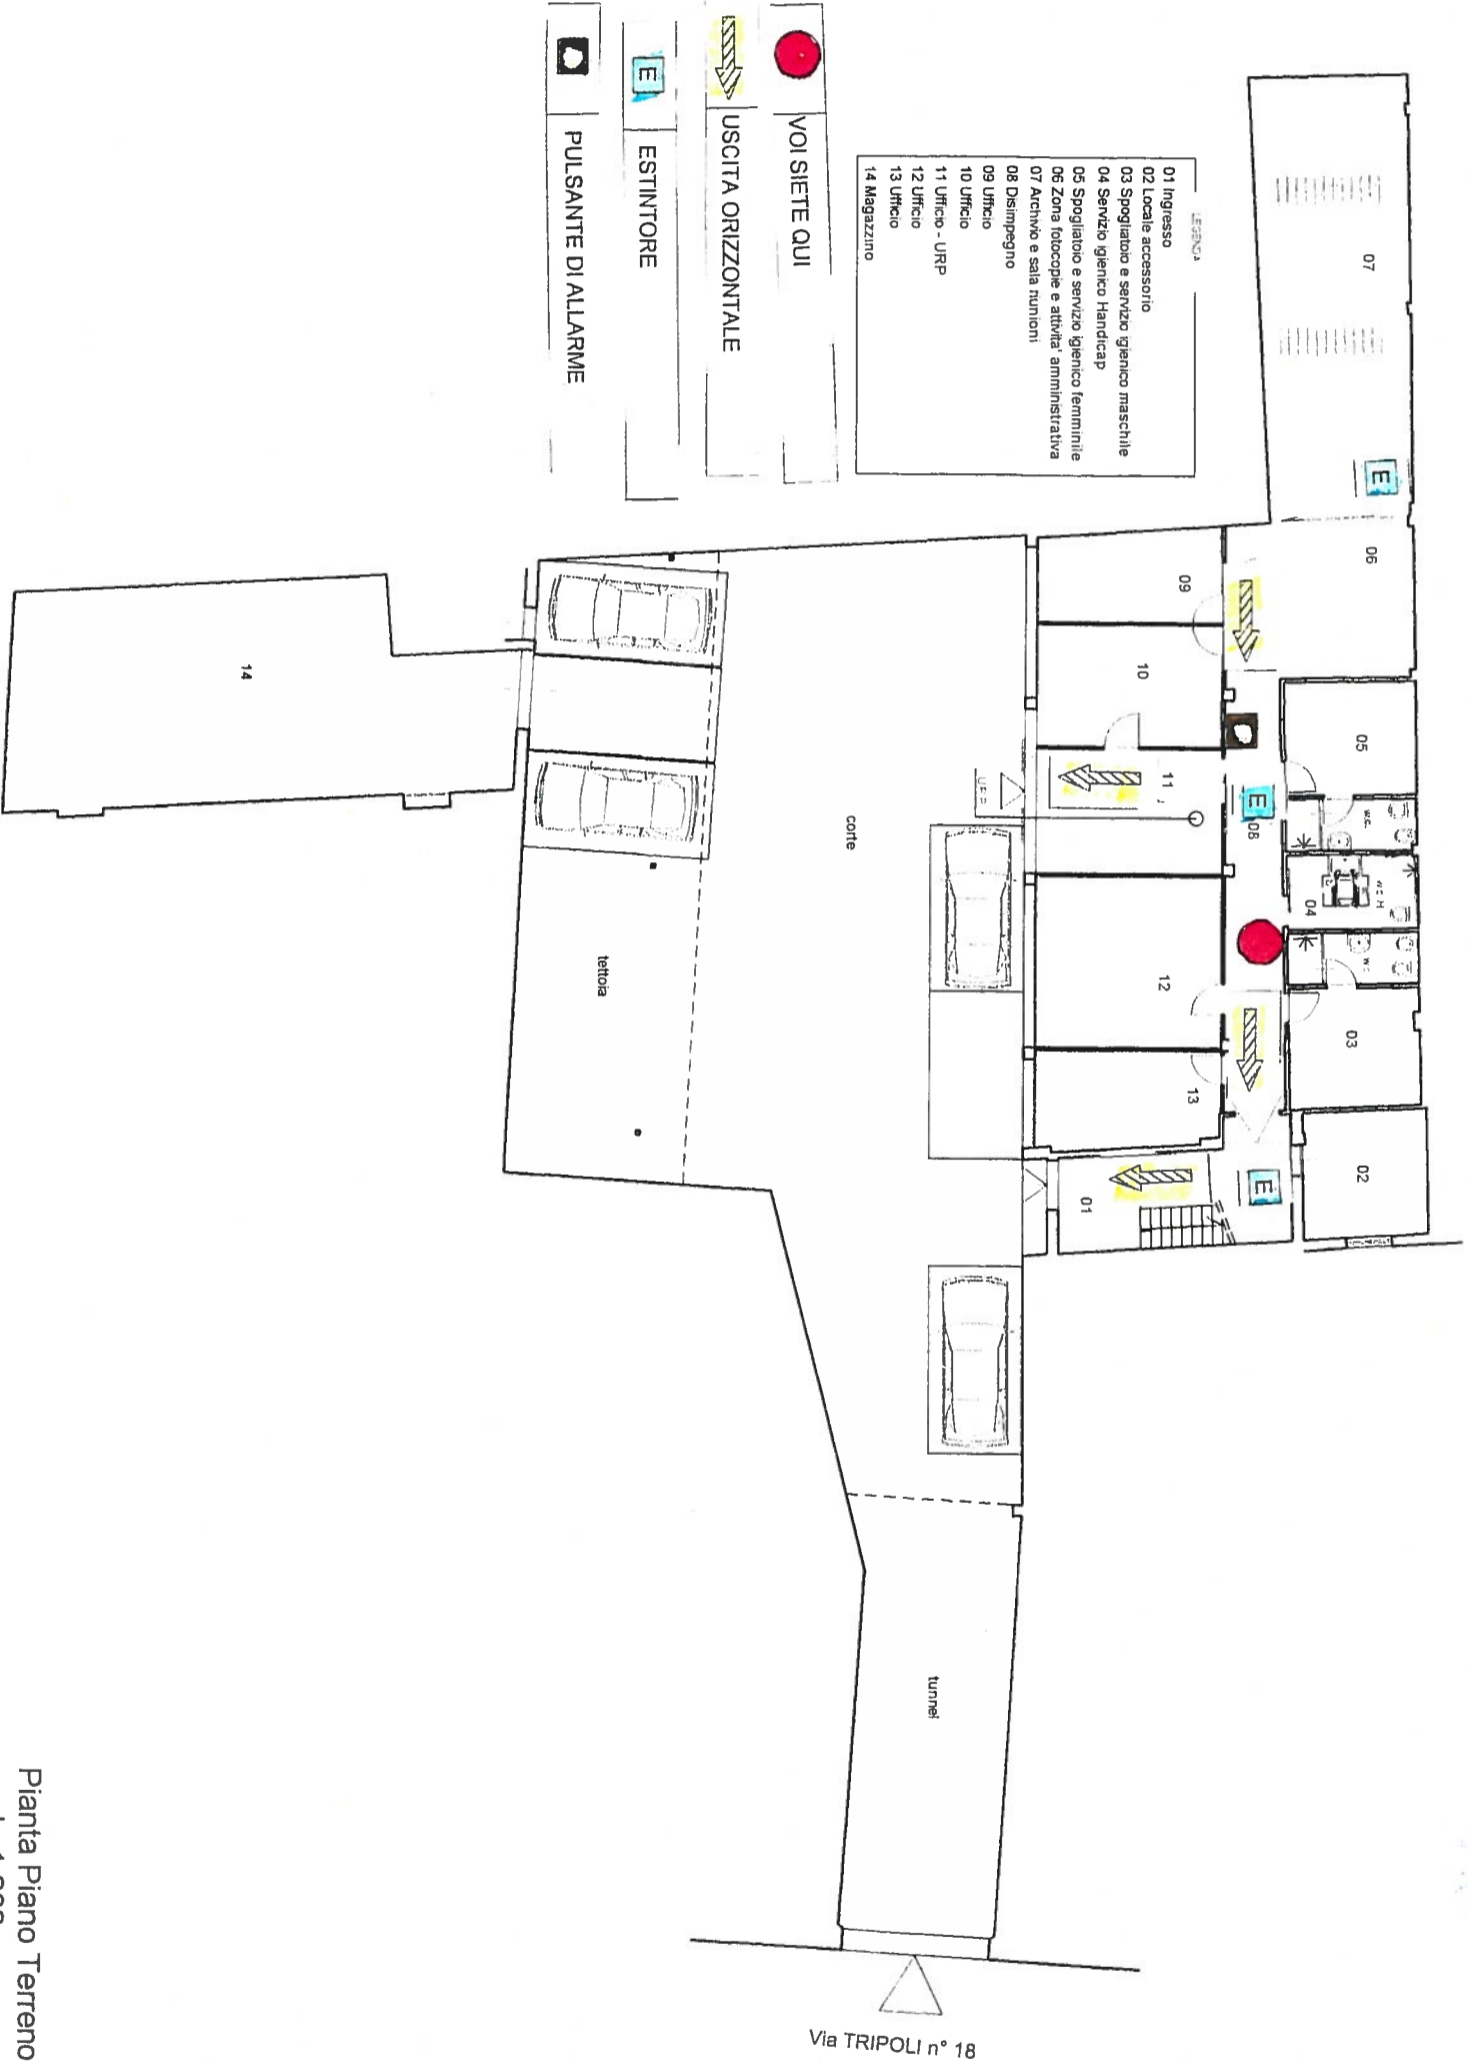 VOI SIETE QUI
USCITA ORIZZONTALE
E
ESTINTORE
PULSANTE DI ALLARME
LEGENDA
01 Ingresso
02 Locale accessorio
03 Spogliatoio e servizio igienico maschile
04 Servizio igienico Handicap
05 Spogliatoio e servizio igienico femminile
06 Zona fotocopie e attivita' amministrativa
07 Archivio e sala riunioni
08 Disimpegno
09 Ufficio
10 Ufficio
11 Ufficio - URP
12 Ufficio
13 Ufficio
14 Magazzino
07
E
06
05
w.c.
w c H
04
w c
03
02
09
10
11
E
08
12
13
E
01
URP
corte
tettoia
14
tunnel
Via TRIPOLI n° 18
Pianta Piano Terreno